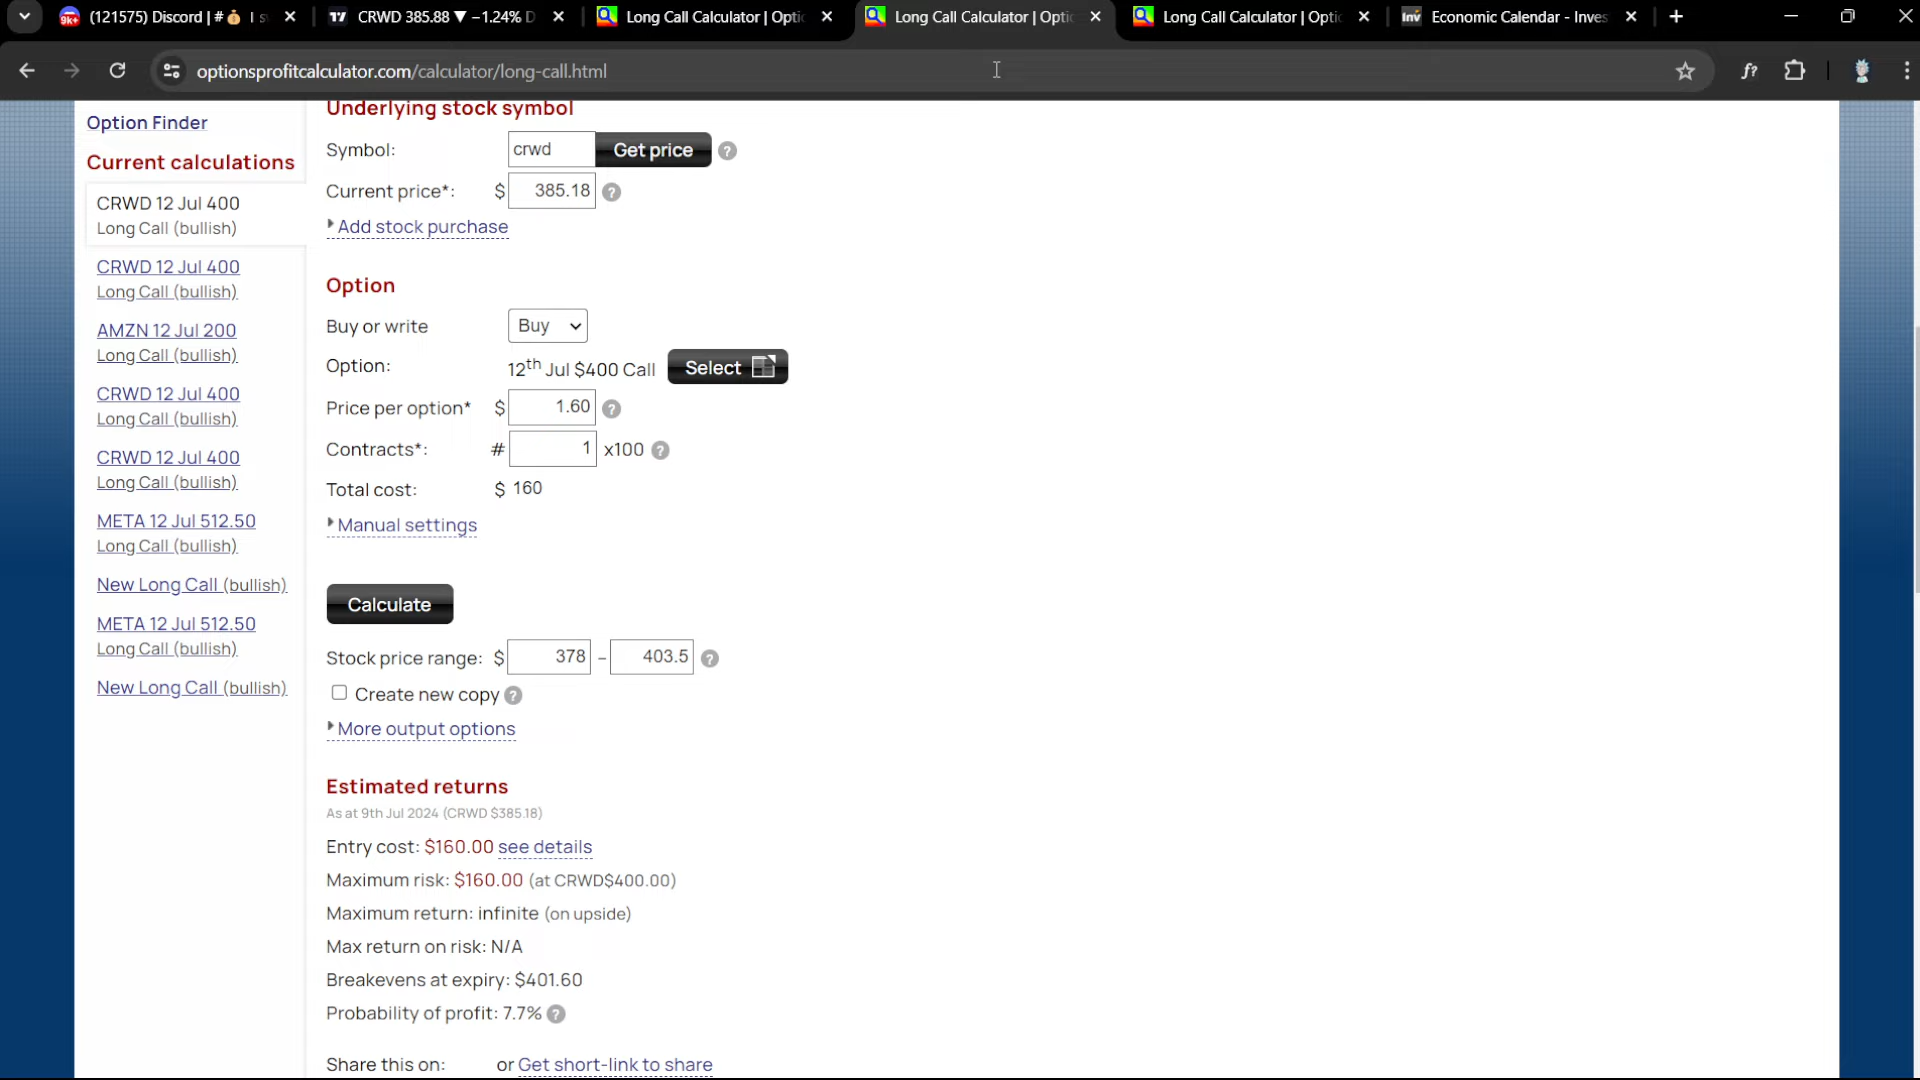 (121575) Discord | # 💰 I s
CRWD 385.88 ▼ −1.24% D
Long Call Calculator | Optio
Long Call Calculator | Optio
Long Call Calculator | Optio
Economic Calendar - Inves
optionsprofitcalculator.com/calculator/long-call.html
Option Finder
Current calculations
CRWD 12 Jul 400
Long Call (bullish)
CRWD 12 Jul 400
Long Call (bullish)
AMZN 12 Jul 200
Long Call (bullish)
CRWD 12 Jul 400
Long Call (bullish)
CRWD 12 Jul 400
Long Call (bullish)
META 12 Jul 512.50
Long Call (bullish)
New Long Call (bullish)
META 12 Jul 512.50
Long Call (bullish)
New Long Call (bullish)
Underlying stock symbol
Symbol: crwd Get price ?
Current price*: $ 385.18 ?
Add stock purchase
Option
Buy or write Buy
Option: 12th Jul $400 Call Select
Price per option* $ 1.60 ?
Contracts*: # 1 x100 ?
Total cost: $ 160
Manual settings
Calculate
Stock price range: $ 378 – 403.5 ?
Create new copy ?
More output options
Estimated returns
As at 9th Jul 2024 (CRWD $385.18)
Entry cost: $160.00 see details
Maximum risk: $160.00 (at CRWD$400.00)
Maximum return: infinite (on upside)
Max return on risk: N/A
Breakevens at expiry: $401.60
Probability of profit: 7.7% ?
Share this on: or Get short-link to share